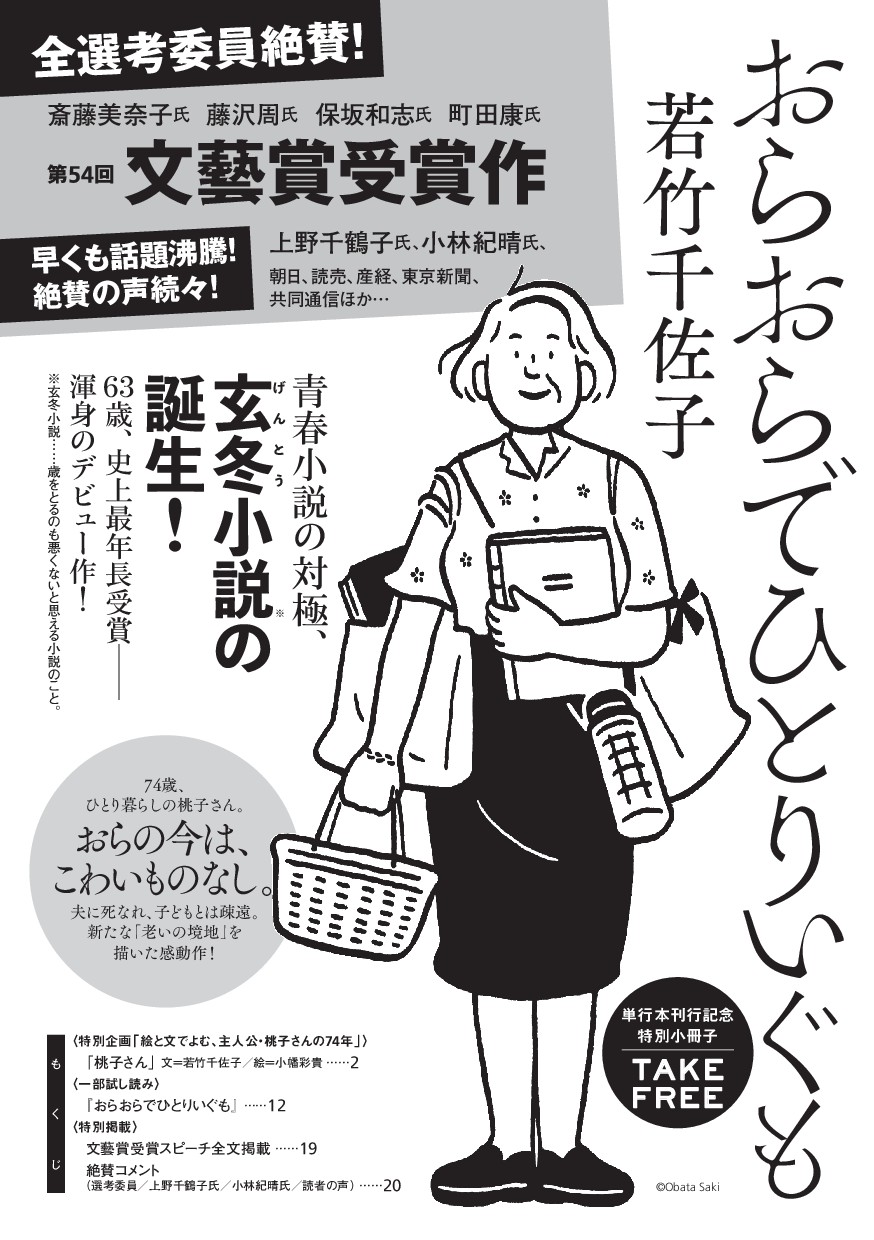 おらおらでひとりいぐも
若竹千佐子
全選考委員絶賛!
斎藤美奈子氏 藤沢周氏 保坂和志氏 町田康氏
第54回 文藝賞受賞作
早くも話題沸騰!
絶賛の声続々!
上野千鶴子氏、小林紀晴氏、
朝日、読売、産経、東京新聞、
共同通信ほか…
青春小説の対極、
玄冬小説の
げんとう
※
誕生!
63歳、史上最年長受賞――
渾身のデビュー作!
※玄冬小説……歳をとるのも悪くないと思える小説のこと。
74歳、
ひとり暮らしの桃子さん。
おらの今は、
こわいものなし。
夫に死なれ、子どもとは疎遠。
新たな「老いの境地」を
描いた感動作!
単行本刊行記念
特別小冊子
TAKE
FREE
もくじ
〈特別企画「絵と文でよむ、主人公・桃子さんの74年」〉
「桃子さん」 文=若竹千佐子/絵=小幡彩貴 ……2
〈一部試し読み〉
『おらおらでひとりいぐも』 ……12
〈特別掲載〉
文藝賞受賞スピーチ全文掲載 ……19
絶賛コメント
(選考委員/上野千鶴子氏/小林紀晴氏/読者の声) ……20
©Obata Saki